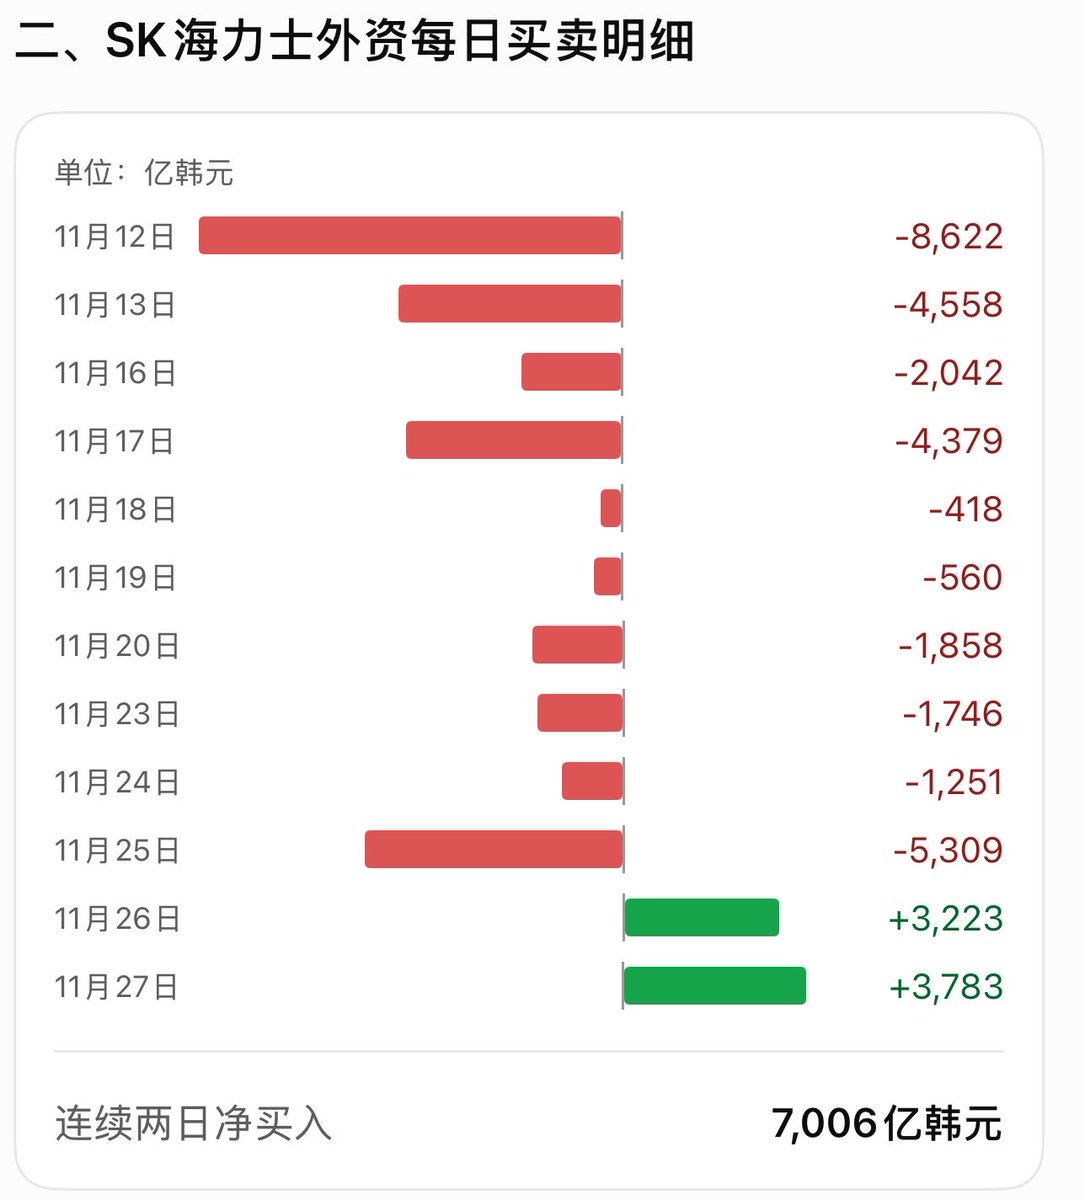 二、SK海力士外资每日买卖明细
单位：亿韩元
11月12日 -8,622
11月13日 -4,558
11月16日 -2,042
11月17日 -4,379
11月18日 -418
11月19日 -560
11月20日 -1,858
11月23日 -1,746
11月24日 -1,251
11月25日 -5,309
11月26日 +3,223
11月27日 +3,783
连续两日净买入 7,006亿韩元